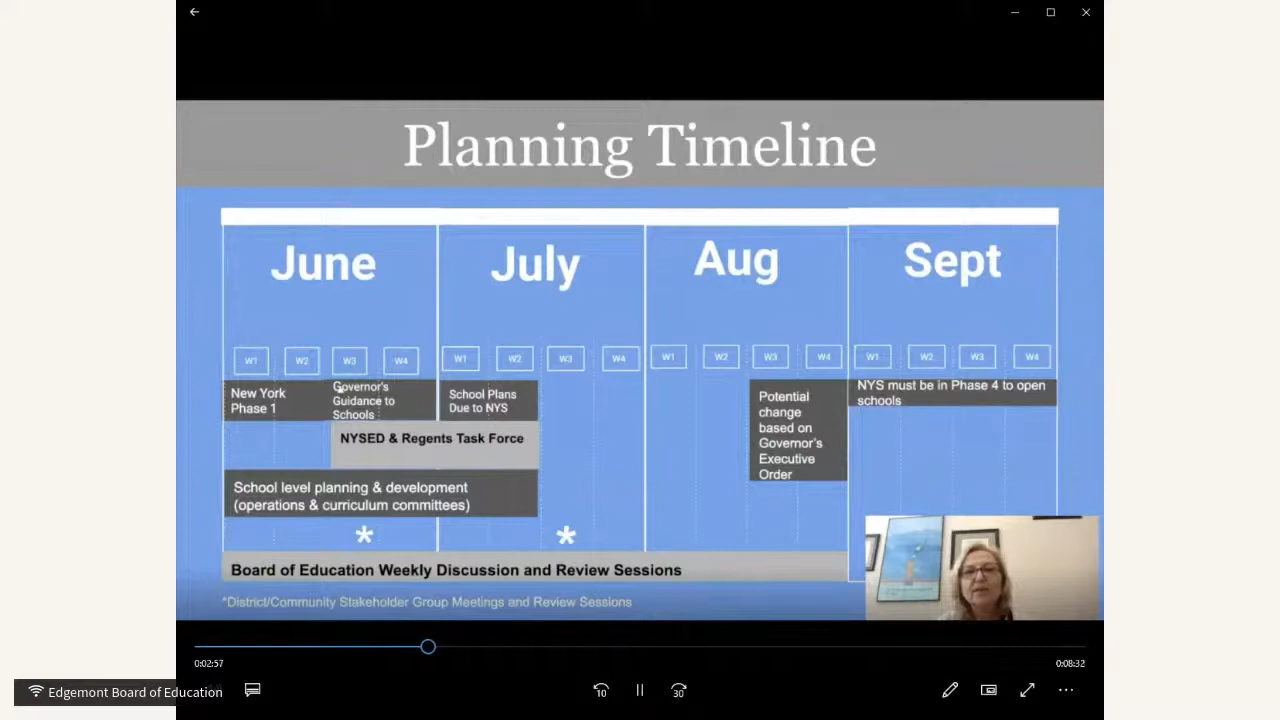 Planning Timeline
June
July
Aug
Sept
W1
W2
W3
W4
W1
W2
W3
W4
W1
W2
W3
W4
W1
W2
W3
W4
New York
Phase 1
Governor's
Guidance to
Schools
School Plans
Due to NYS
Potential
change
based on
Governor's
Executive
Order
NYS must be in Phase 4 to open
schools
NYSED & Regents Task Force
School level planning & development
(operations & curriculum committees)
* *
Board of Education Weekly Discussion and Review Sessions
*District/Community Stakeholder Group Meetings and Review Sessions
0:02:57
0:08:32
10
30
Edgemont Board of Education